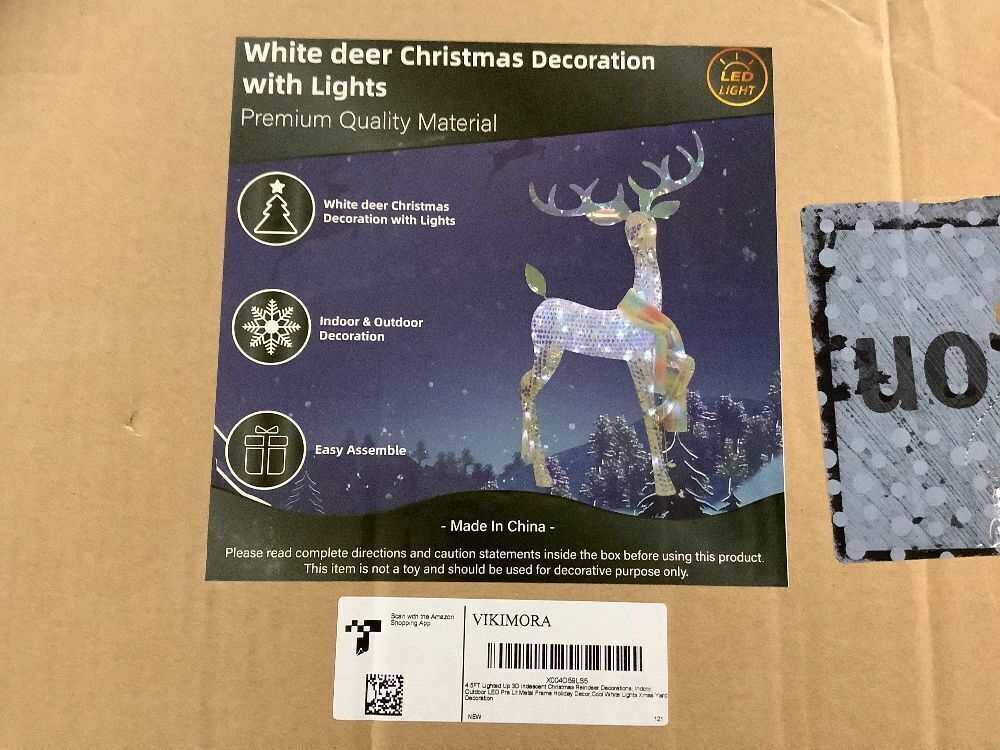 White deer Christmas Decoration
with Lights
Premium Quality Material
LED
LIGHT
White deer Christmas
Decoration with Lights
Indoor & Outdoor
Decoration
Easy Assemble
- Made In China -
Please read complete directions and caution statements inside the box before using this product.
This item is not a toy and should be used for decorative purpose only.
Scan with the Amazon
Shopping App
VIKIMORA
4.5FT Lighted Up 3D Iridescent Christmas Reindeer Decorations, Indoor
Outdoor LED Pre Lit Metal Frame Holiday Decor,Cool White Lights Xmas Yard
Decoration
NEW
121